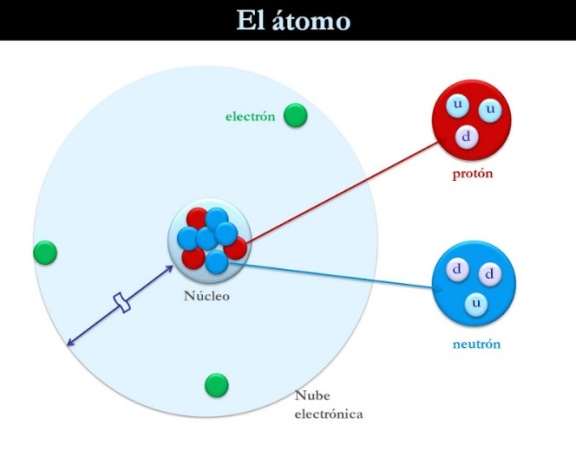 El átomo
electrón
u
u
d
protón
Núcleo
d
d
u
neutrón
Nube
electrónica